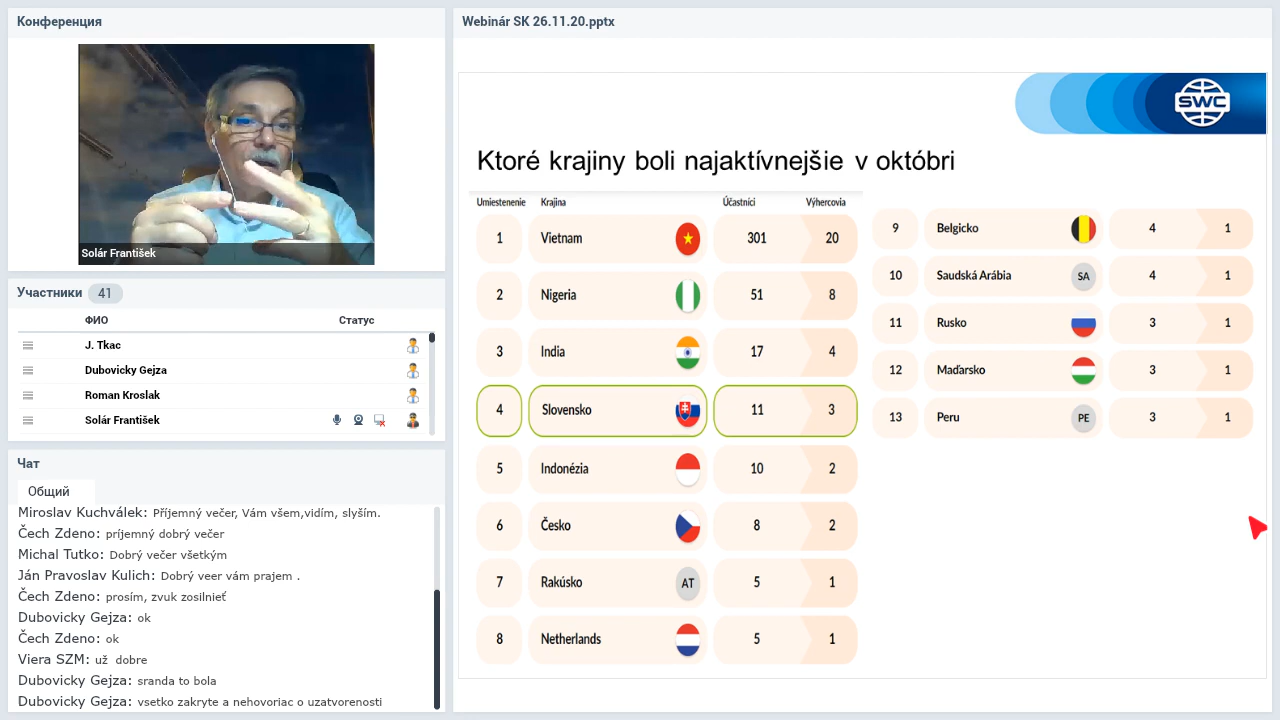 Конференция
Solár František
Участники 41
ФИО Статус
J. Tkac
Dubovicky Gejza
Roman Kroslak
Solár František
Чат
Общий
Miroslav Kuchválek: Příjemný večer, Vám všem,vidím, slyším.
Čech Zdeno: príjemný dobrý večer
Michal Tutko: Dobrý večer všetkým
Ján Pravoslav Kulich: Dobrý veer vám prajem .
Čech Zdeno: prosím, zvuk zosilnieť
Dubovicky Gejza: ok
Čech Zdeno: ok
Viera SZM: už dobre
Dubovicky Gejza: sranda to bola
Dubovicky Gejza: vsetko zakryte a nehovoriac o uzatvorenosti
Webinár SK 26.11.20.pptx
SWC
Ktoré krajiny boli najaktívnejšie v októbri
Umiestenenie Krajina Účastníci Výhercovia
1 Vietnam 301 20
2 Nigeria 51 8
3 India 17 4
4 Slovensko 11 3
5 Indonézia 10 2
6 Česko 8 2
7 Rakúsko AT 5 1
8 Netherlands 5 1
9 Belgicko 4 1
10 Saudská Arábia SA 4 1
11 Rusko 3 1
12 Maďarsko 3 1
13 Peru PE 3 1